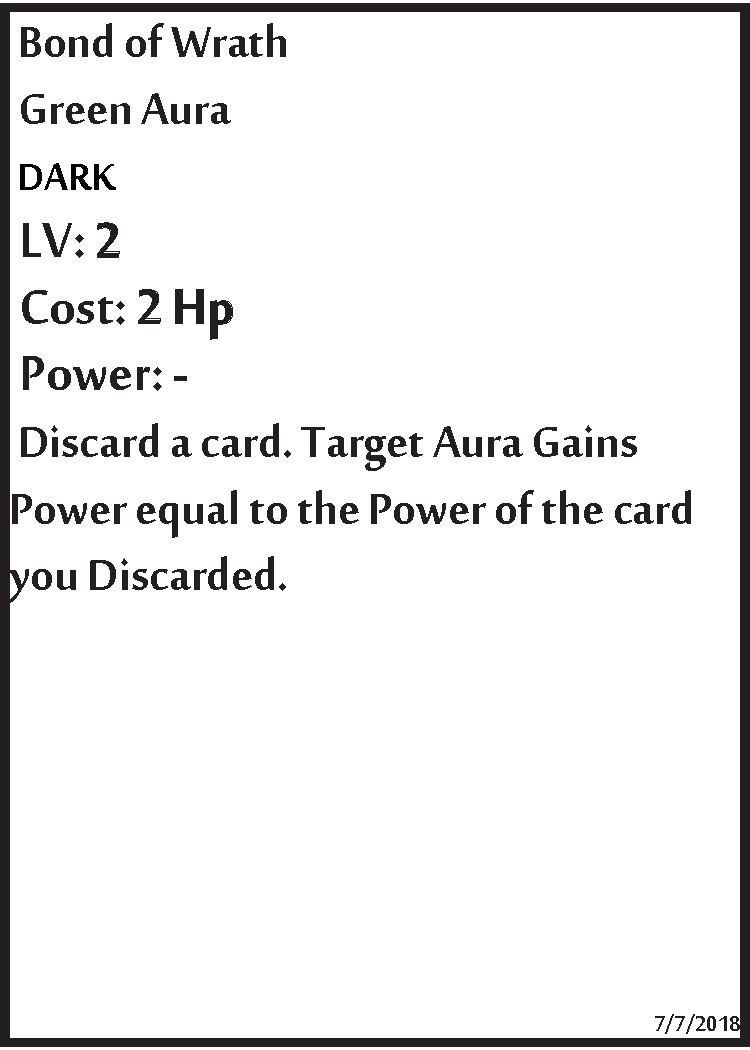 Bond of Wrath
Green Aura
DARK
LV: 2
Cost: 2 Hp
Power: -
Discard a card. Target Aura Gains
Power equal to the Power of the card
you Discarded.
7/7/2018